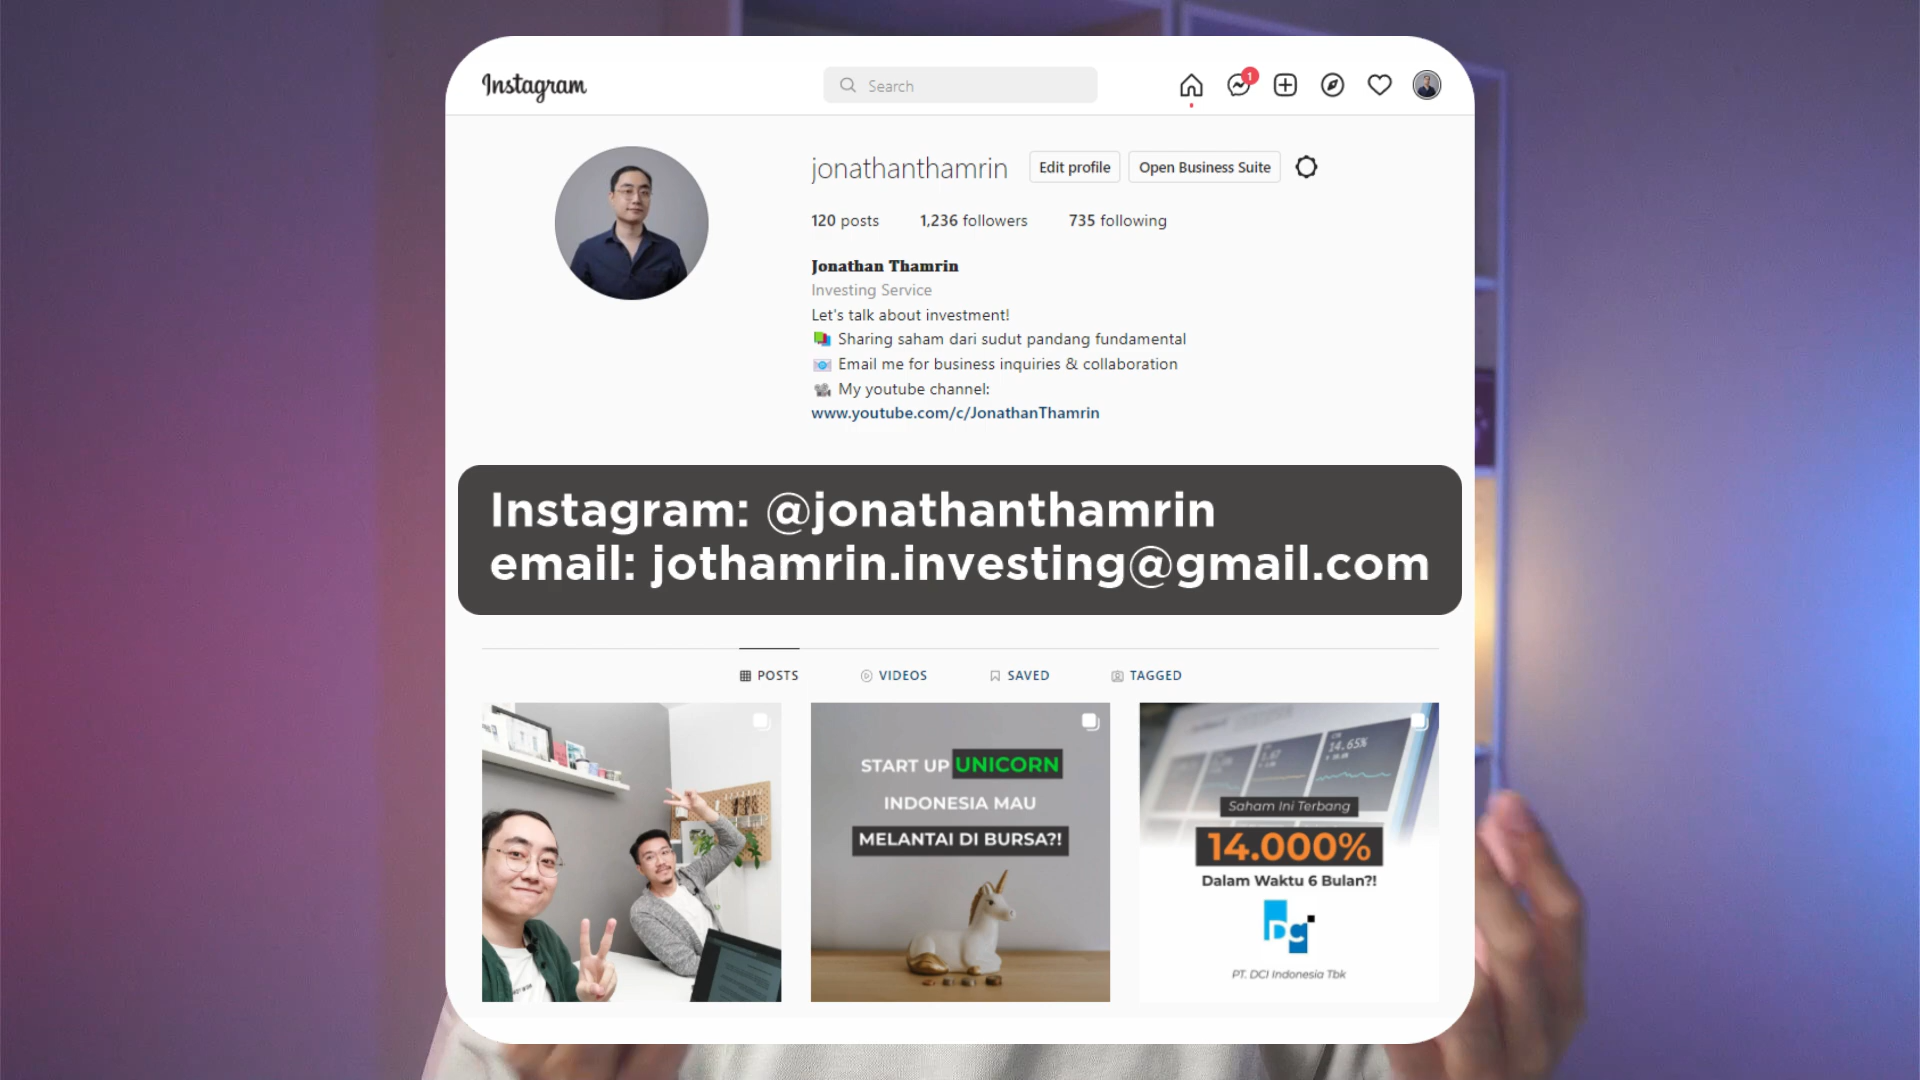 Instagram
Search
1
jonathanthamrin
Edit profile
Open Business Suite
120 posts
1,236 followers
735 following
Jonathan Thamrin
Investing Service
Let's talk about investment!
Sharing saham dari sudut pandang fundamental
Email me for business inquiries & collaboration
My youtube channel:
www.youtube.com/c/JonathanThamrin
Instagram: @jonathanthamrin
email: jothamrin.investing@gmail.com
POSTS
VIDEOS
SAVED
TAGGED
START UP UNICORN
INDONESIA MAU
MELANTAI DI BURSA?!
14.65%
Saham Ini Terbang
14.000%
Dalam Waktu 6 Bulan?!
DC
PT. DCI Indonesia Tbk